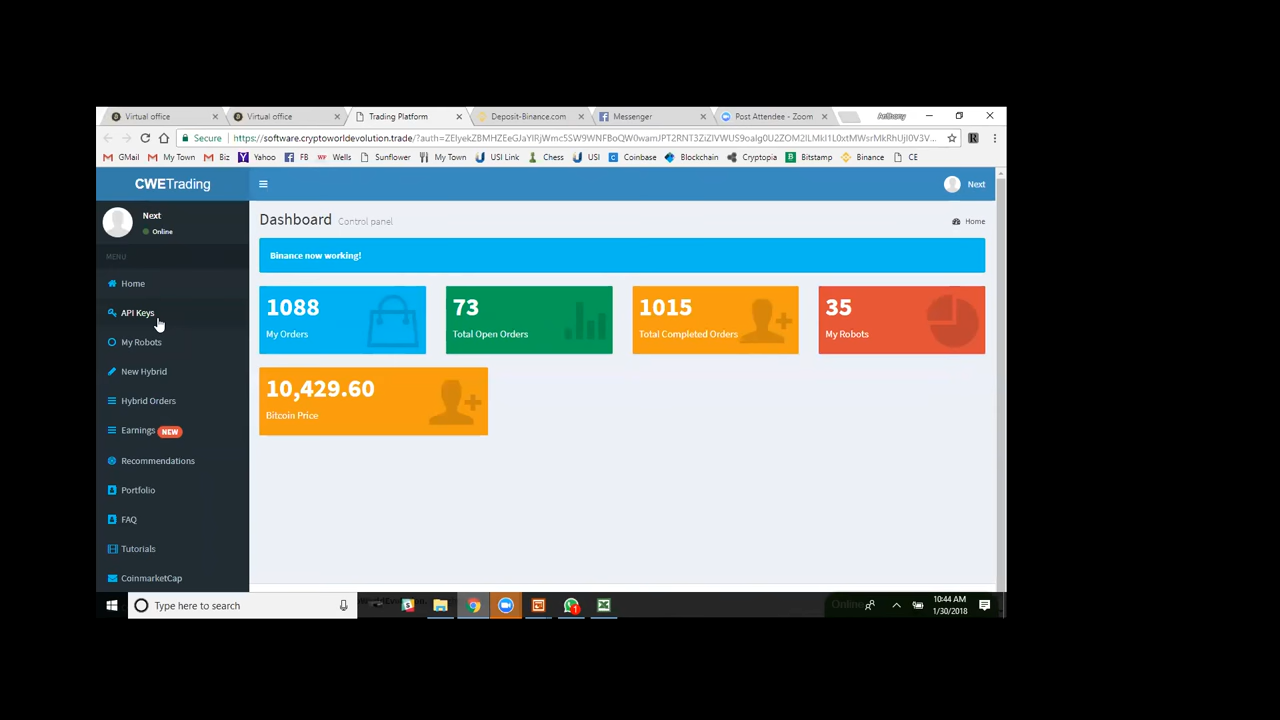 Virtual office
Virtual office
Trading Platform
Deposit-Binance.com
Messenger
Post Attendee - Zoom
Anthony
Secure
GMail
My Town
Biz
Yahoo
FB
Wells
Sunflower
My Town
USI Link
Chess
USI
Coinbase
Blockchain
Cryptopia
Bitstamp
Binance
CE
CWETrading
Next
Next
Online
Dashboard Control panel
Home
MENU
Binance now working!
Home
API Keys
My Robots
New Hybrid
Hybrid Orders
Earnings NEW
Recommendations
Portfolio
FAQ
Tutorials
CoinmarketCap
1088
My Orders
73
Total Open Orders
1015
Total Completed Orders
35
My Robots
10,429.60
Bitcoin Price
Type here to search
Online
10:44 AM
1/30/2018